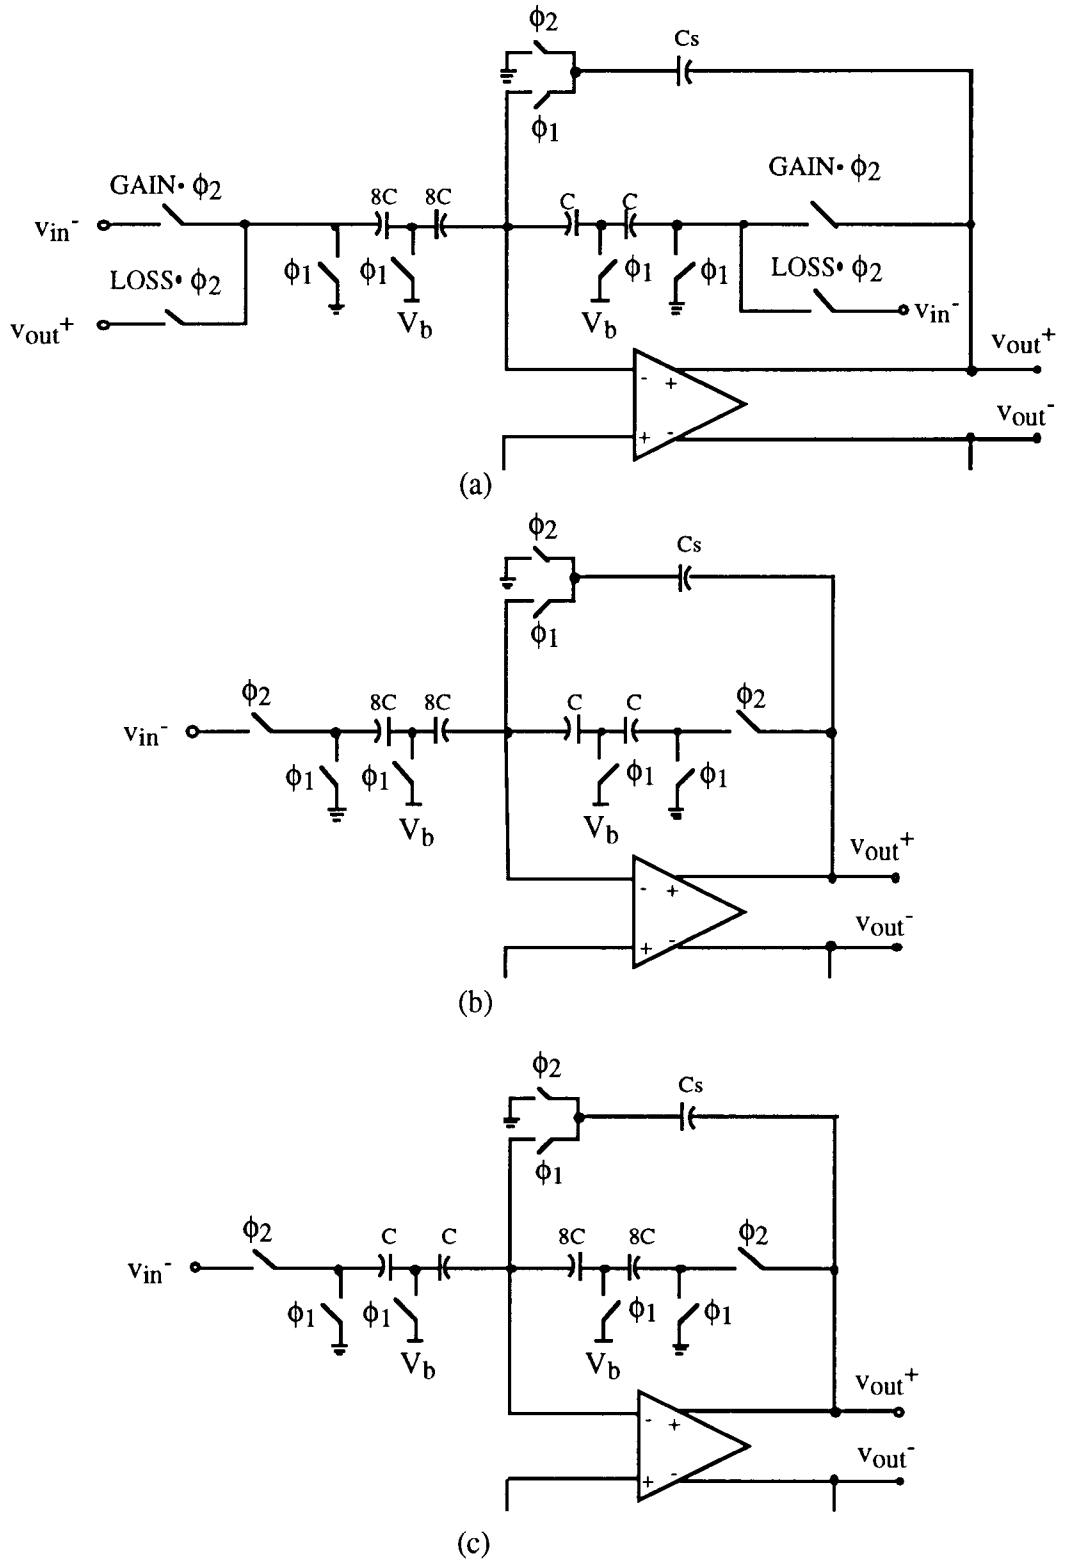 ϕ2
Cs
ϕ1
GAIN• ϕ2
GAIN• ϕ2
8C 8C C C
vin-
LOSS• ϕ2
ϕ1 ϕ1 ϕ1 ϕ1
LOSS• ϕ2
vout+
Vb Vb
vin-
vout+
- +
vout-
+ -
(a)
ϕ2
Cs
ϕ1
ϕ2 8C 8C C C ϕ2
vin-
ϕ1 ϕ1 ϕ1 ϕ1
Vb Vb
vout+
- +
vout-
+ -
(b)
ϕ2
Cs
ϕ1
ϕ2 C C 8C 8C ϕ2
vin-
ϕ1 ϕ1 ϕ1 ϕ1
Vb Vb
vout+
- +
vout-
+ -
(c)